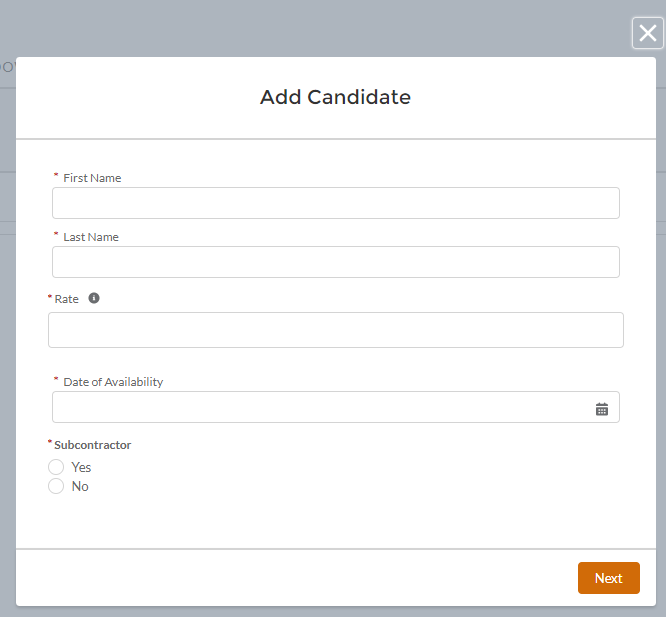 Add Candidate
* First Name
* Last Name
* Rate
* Date of Availability
* Subcontractor
Yes
No
Next